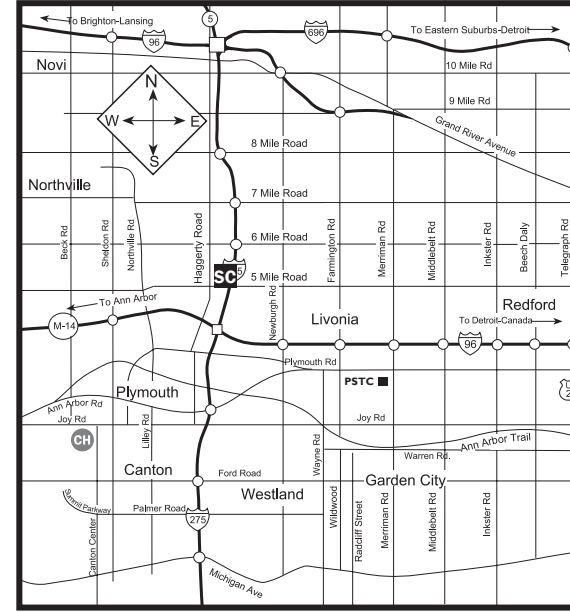 To Brighton-Lansing
5
96
696
To Eastern Suburbs-Detroit
Novi
10 Mile Rd
9 Mile Rd
Grand River Avenue
N
W
E
S
8 Mile Road
Northville
7 Mile Road
6 Mile Road
Beck Rd
Sheldon Rd
Northville Rd
Haggerty Road
Farmington Rd
Merriman Rd
Middlebelt Rd
Inkster Rd
Beech Daly
Telegraph Rd
SC
5
5 Mile Road
To Ann Arbor
M-14
Newburgh Rd
Livonia
Redford
To Detroit-Canada
96
Plymouth Rd
PSTC
Plymouth
Ann Arbor Rd
Joy Rd
Joy Rd
CH
Lilley Rd
Wayne Rd
Ann Arbor Trail
Warren Rd.
Canton
Ford Road
Garden City
Westland
Summit Parkway
Palmer Road
275
Canton Center
Wildwood
Radcliff Street
Merriman Rd
Middlebelt Rd
Inkster Rd
Michigan Ave